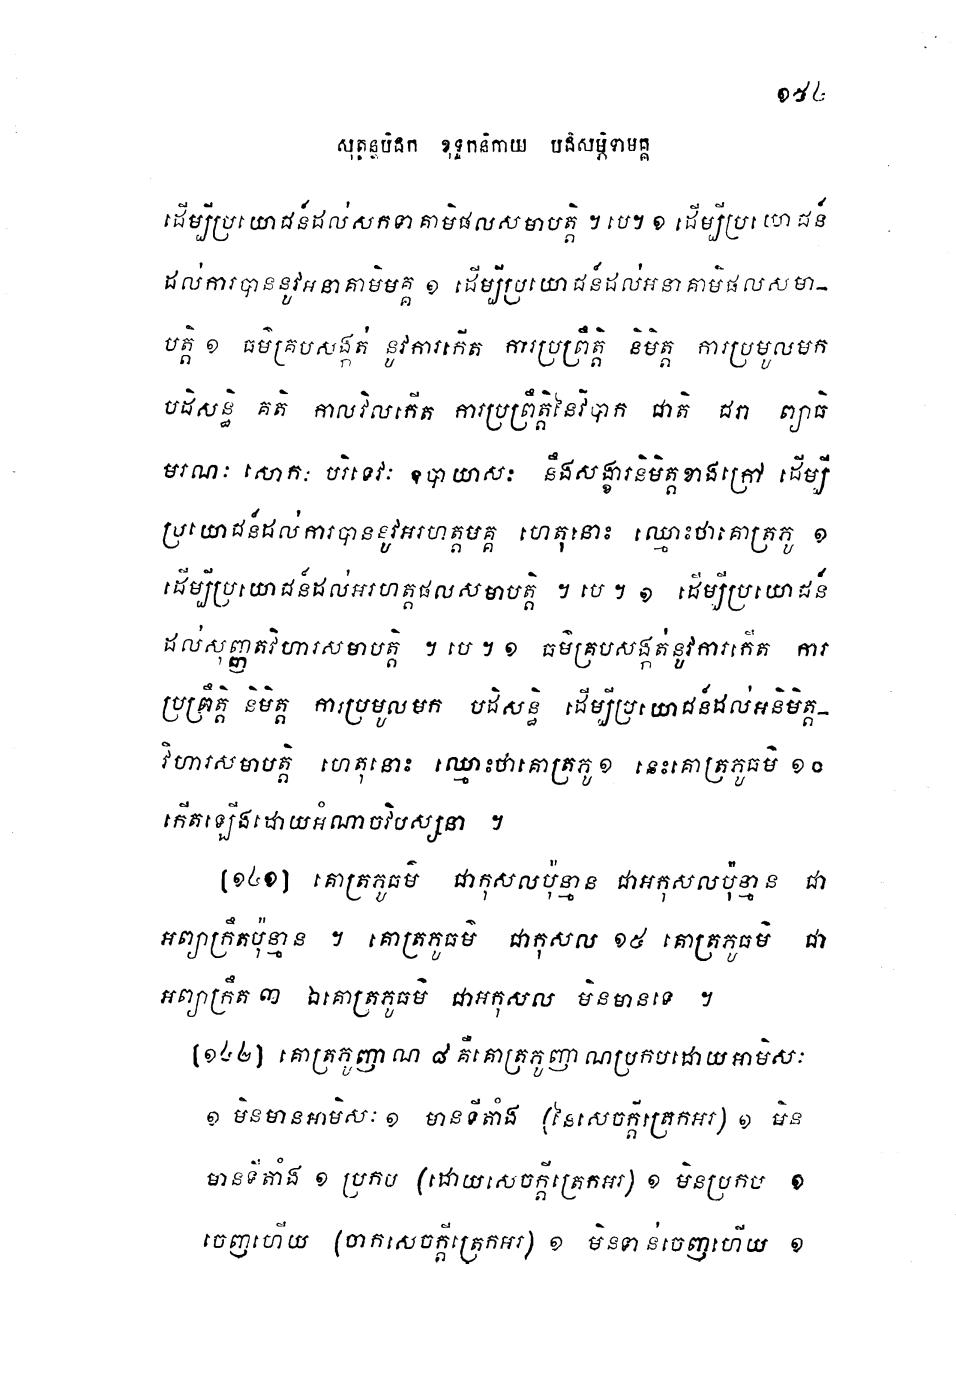 ១៨៤
សុត្តន្តបិដក ខុទ្ទកនិកាយ បដិសម្ភិទាមគ្គ
ដើម្បីប្រយោជន៍ដល់សកទាគាមិផលសមាបត្តិ ។ បេ។ ១ ដើម្បីប្រយោជន៍
ដល់ការបាននូវអនាគាមិមគ្គ ១ ដើម្បីប្រយោជន៍ដល់អនាគាមិផលសមា-
បត្តិ ១ ធម៌គ្របសង្កត់ នូវការកើត ការប្រព្រឹត្តិ និមិត្ត ការប្រមូលមក
បដិសន្ធិ គតិ កាលវិលកើត ការប្រព្រឹត្តិនៃវិបាក ជាតិ ជរា ព្យាធិ
មរណៈ សោកៈ បរិទេវៈ ឧបាយាសៈ នឹងសង្ខារនិមិត្តខាងក្រៅ ដើម្បី
ប្រយោជន៍ដល់ការបាននូវអរហត្តមគ្គ ហេតុនោះ ឈ្មោះថាគោត្រភូ ១
ដើម្បីប្រយោជន៍ដល់អរហត្តផលសមាបត្តិ ។ បេ ។ ១ ដើម្បីប្រយោជន៍
ដល់សុញ្ញតវិហារសមាបត្តិ ។ បេ ។ ១ ធម៌គ្របសង្កត់នូវការកើត ការ
ប្រព្រឹត្តិ និមិត្ត ការប្រមូលមក បដិសន្ធិ ដើម្បីប្រយោជន៍ដល់អនិមិត្ត-
វិហារសមាបត្តិ ហេតុនោះ ឈ្មោះថាគោត្រភូ ១ នេះគោត្រភូធម៌ ១០
កើតឡើងដោយអំណាចវិបស្សនា ។
[១៤១] គោត្រភូធម៌ ជាកុសលប៉ុន្មាន ជាអកុសលប៉ុន្មាន ជា
អព្យាក្រឹតប៉ុន្មាន ។ គោត្រភូធម៌ ជាកុសល ១៥ គោត្រភូធម៌ ជា
អព្យាក្រឹត ៣ ឯគោត្រភូធម៌ ជាអកុសល មិនមានទេ ។
[១៤២] គោត្រភូញាណ ៨ គឺគោត្រភូញាណប្រកបដោយអាមិសៈ
១ មិនមានអាមិសៈ ១ មានទីតាំង (នៃសេចក្តីត្រេកអរ) ១ មិន
មានទីតាំង ១ ប្រកប (ដោយសេចក្តីត្រេកអរ) ១ មិនប្រកប ១
ចេញហើយ (ចាកសេចក្តីត្រេកអរ) ១ មិនទាន់ចេញហើយ ១